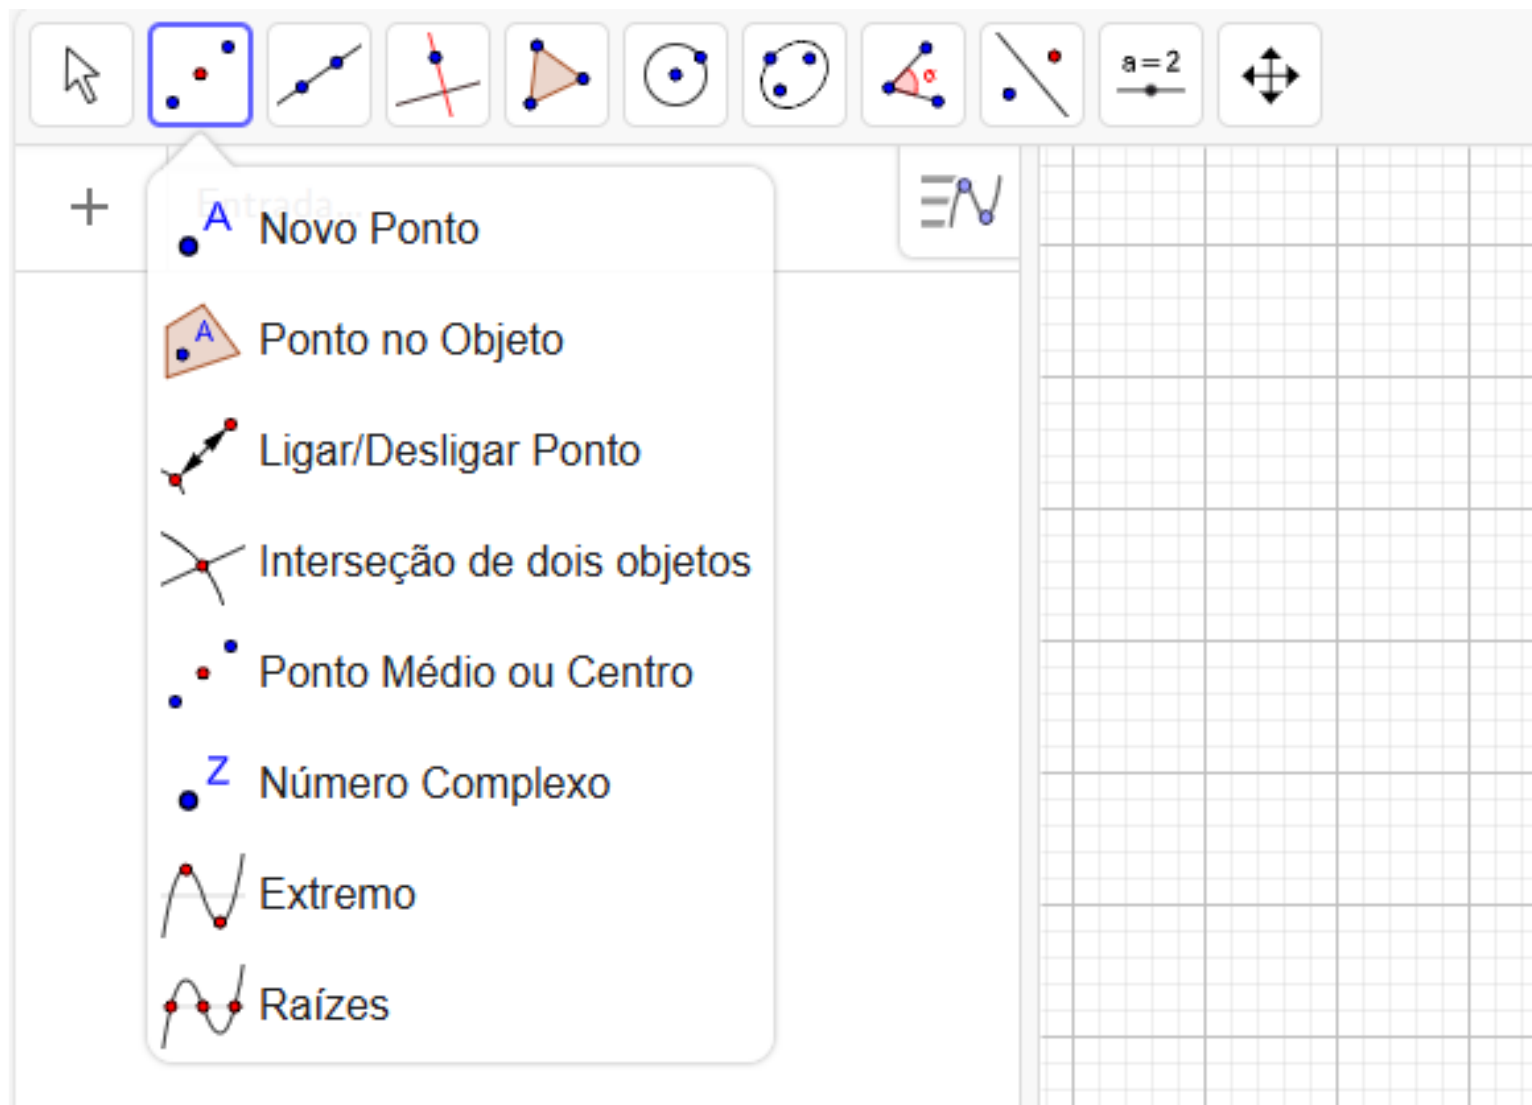 a = 2
α
Entrada...
A Novo Ponto
A Ponto no Objeto
Ligar/Desligar Ponto
Interseção de dois objetos
Ponto Médio ou Centro
Z Número Complexo
Extremo
Raízes